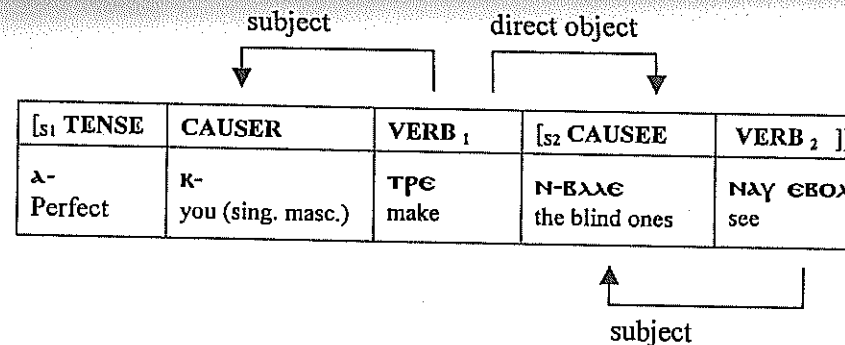 subject direct object
[s1 TENSE CAUSER VERB 1 [s2 CAUSEE VERB 2 ]]
ⲁ- ⲕ- ⲧⲣⲉ ⲛ-ⲃⲗⲗⲉ ⲛⲁⲩ ⲉⲃⲟⲗ
Perfect you (sing. masc.) make the blind ones see
subject